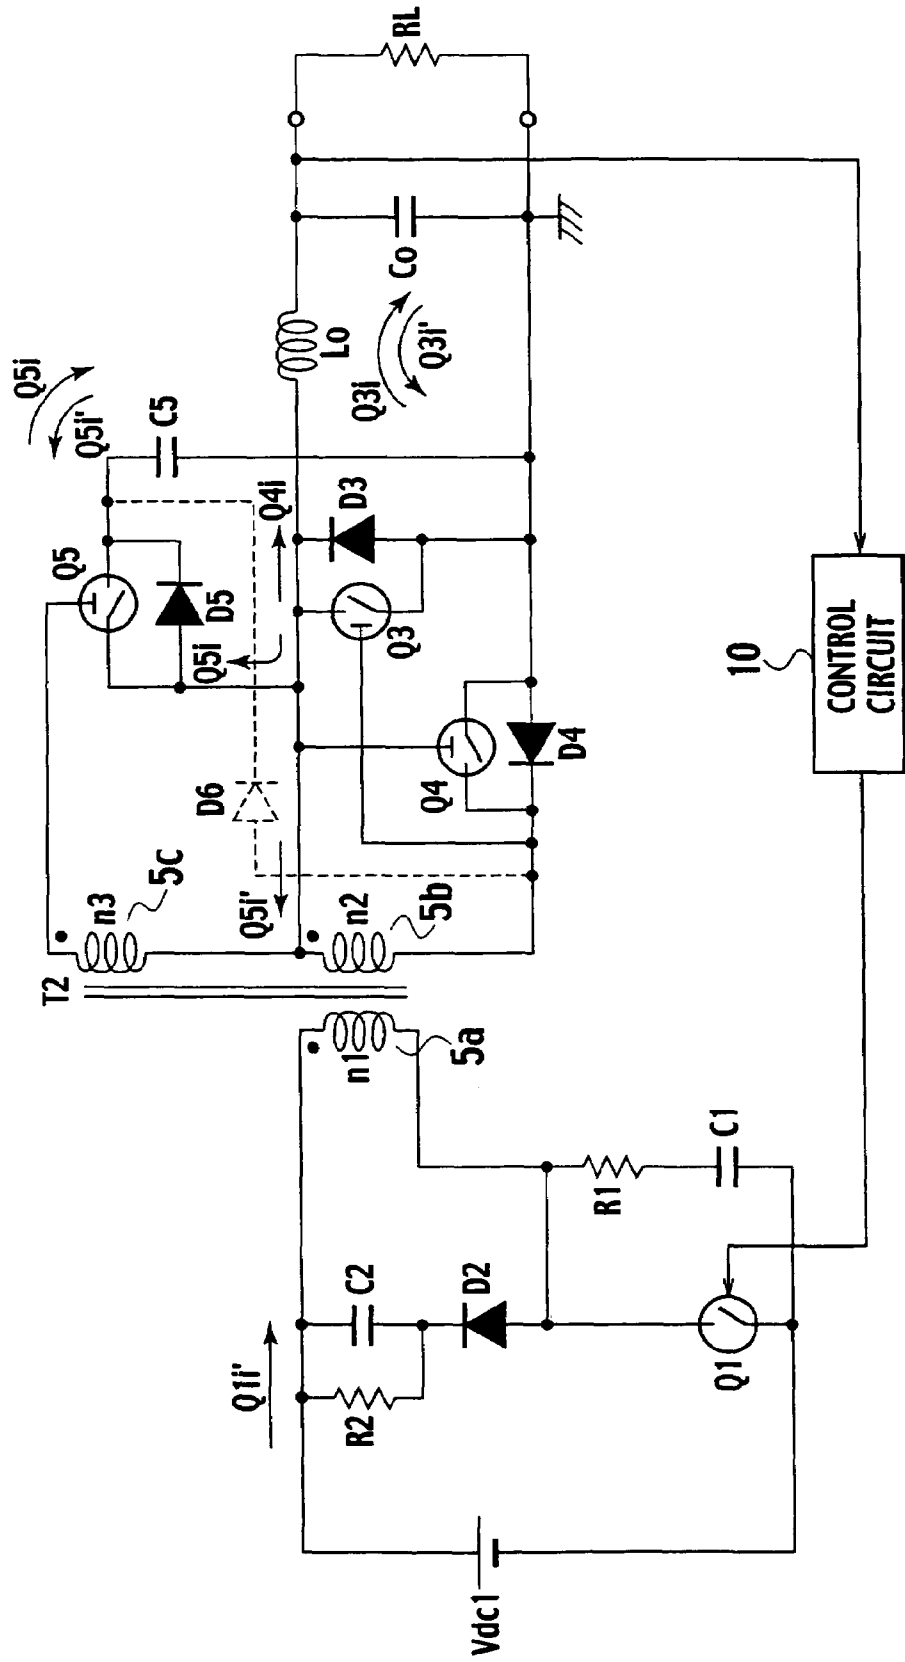 Vdc1
Q1i'
R2
C2
D2
Q1
R1
C1
T2
n1
5a
n3
5c
n2
5b
Q5i'
D6
Q4
D4
Q5
D5
Q5i
Q3
D3
Q4i
C5
Q5i'
Q5i
Lo
Q3i
Q3i'
Co
RL
10
CONTROL
CIRCUIT